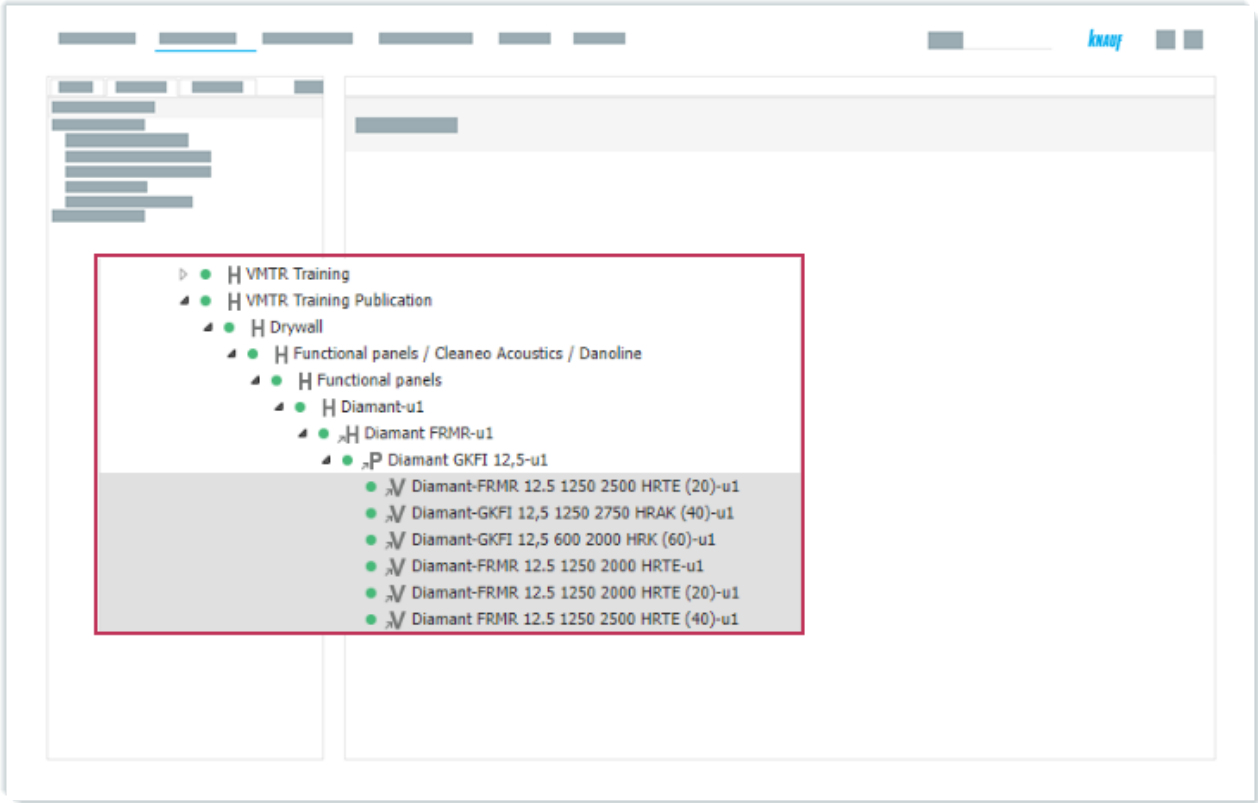 KNAUF
VMTR Training
VMTR Training Publication
Drywall
Functional panels / Cleaneo Acoustics / Danoline
Functional panels
Diamant-u1
Diamant FRMR-u1
Diamant GKFI 12,5-u1
Diamant-FRMR 12.5 1250 2500 HRTE (20)-u1
Diamant-GKFI 12,5 1250 2750 HRAK (40)-u1
Diamant-GKFI 12,5 600 2000 HRK (60)-u1
Diamant-FRMR 12.5 1250 2000 HRTE-u1
Diamant-FRMR 12.5 1250 2000 HRTE (20)-u1
Diamant FRMR 12.5 1250 2500 HRTE (40)-u1